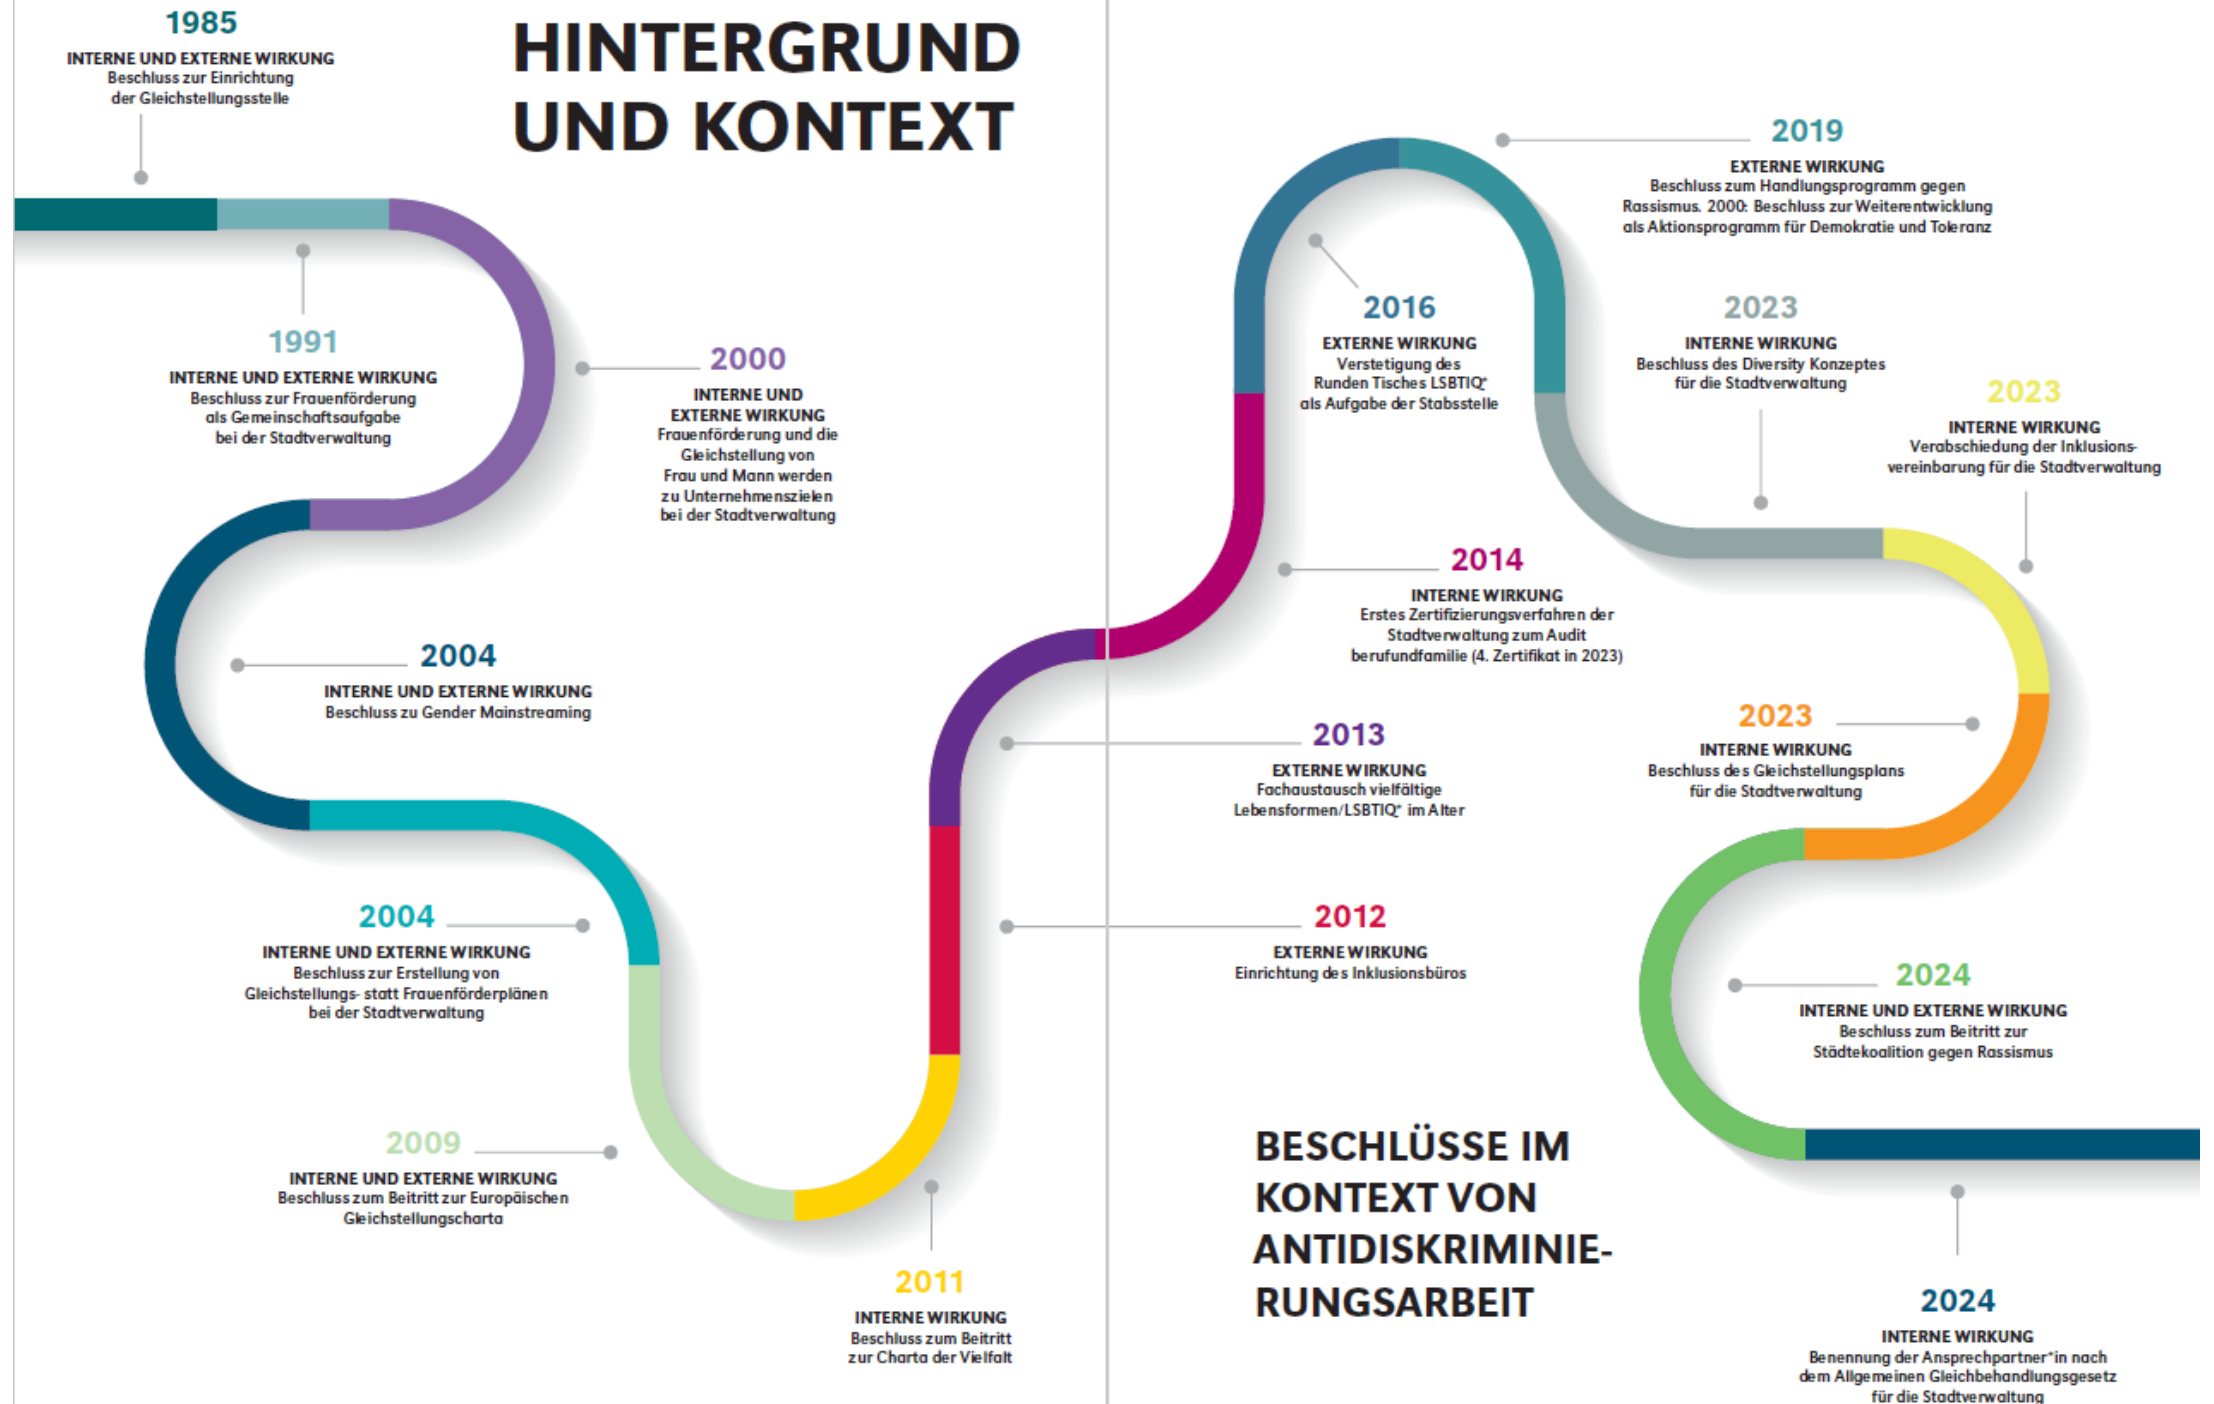 HINTERGRUND
UND KONTEXT
1985
INTERNE UND EXTERNE WIRKUNG
Beschluss zur Einrichtung
der Gleichstellungsstelle
1991
INTERNE UND EXTERNE WIRKUNG
Beschluss zur Frauenförderung
als Gemeinschaftsaufgabe
bei der Stadtverwaltung
2000
INTERNE UND
EXTERNE WIRKUNG
Frauenförderung und die
Gleichstellung von
Frau und Mann werden
zu Unternehmenszielen
bei der Stadtverwaltung
2004
INTERNE UND EXTERNE WIRKUNG
Beschluss zu Gender Mainstreaming
2004
INTERNE UND EXTERNE WIRKUNG
Beschluss zur Erstellung von
Gleichstellungs- statt Frauenförderplänen
bei der Stadtverwaltung
2009
INTERNE UND EXTERNE WIRKUNG
Beschluss zum Beitritt zur Europäischen
Gleichstellungscharta
2011
INTERNE WIRKUNG
Beschluss zum Beitritt
zur Charta der Vielfalt
2012
EXTERNE WIRKUNG
Einrichtung des Inklusionsbüros
2013
EXTERNE WIRKUNG
Fachaustausch vielfältige
Lebensformen/LSBTIQ* im Alter
2014
INTERNE WIRKUNG
Erstes Zertifizierungsverfahren der
Stadtverwaltung zum Audit
berufundfamilie (4. Zertifikat in 2023)
2016
EXTERNE WIRKUNG
Verstetigung des
Runden Tisches LSBTIQ*
als Aufgabe der Stabsstelle
2019
EXTERNE WIRKUNG
Beschluss zum Handlungsprogramm gegen
Rassismus. 2000: Beschluss zur Weiterentwicklung
als Aktionsprogramm für Demokratie und Toleranz
2023
INTERNE WIRKUNG
Beschluss des Diversity Konzeptes
für die Stadtverwaltung
2023
INTERNE WIRKUNG
Verabschiedung der Inklusions-
vereinbarung für die Stadtverwaltung
2023
INTERNE WIRKUNG
Beschluss des Gleichstellungsplans
für die Stadtverwaltung
2024
INTERNE UND EXTERNE WIRKUNG
Beschluss zum Beitritt zur
Städtekoalition gegen Rassismus
2024
INTERNE WIRKUNG
Benennung der Ansprechpartner*in nach
dem Allgemeinen Gleichbehandlungsgesetz
für die Stadtverwaltung
BESCHLÜSSE IM
KONTEXT VON
ANTIDISKRIMINIE-
RUNGSARBEIT